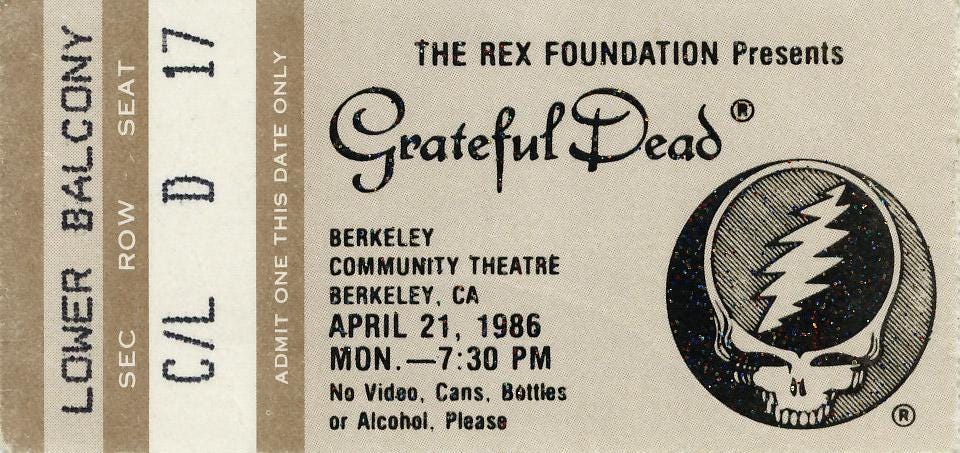 LOWER BALCONY
SEC ROW SEAT
C/L D 17
ADMIT ONE THIS DATE ONLY
THE REX FOUNDATION Presents
Grateful Dead®
BERKELEY
COMMUNITY THEATRE
BERKELEY, CA
APRIL 21, 1986
MON.—7:30 PM
No Video, Cans, Bottles
or Alcohol, Please
®